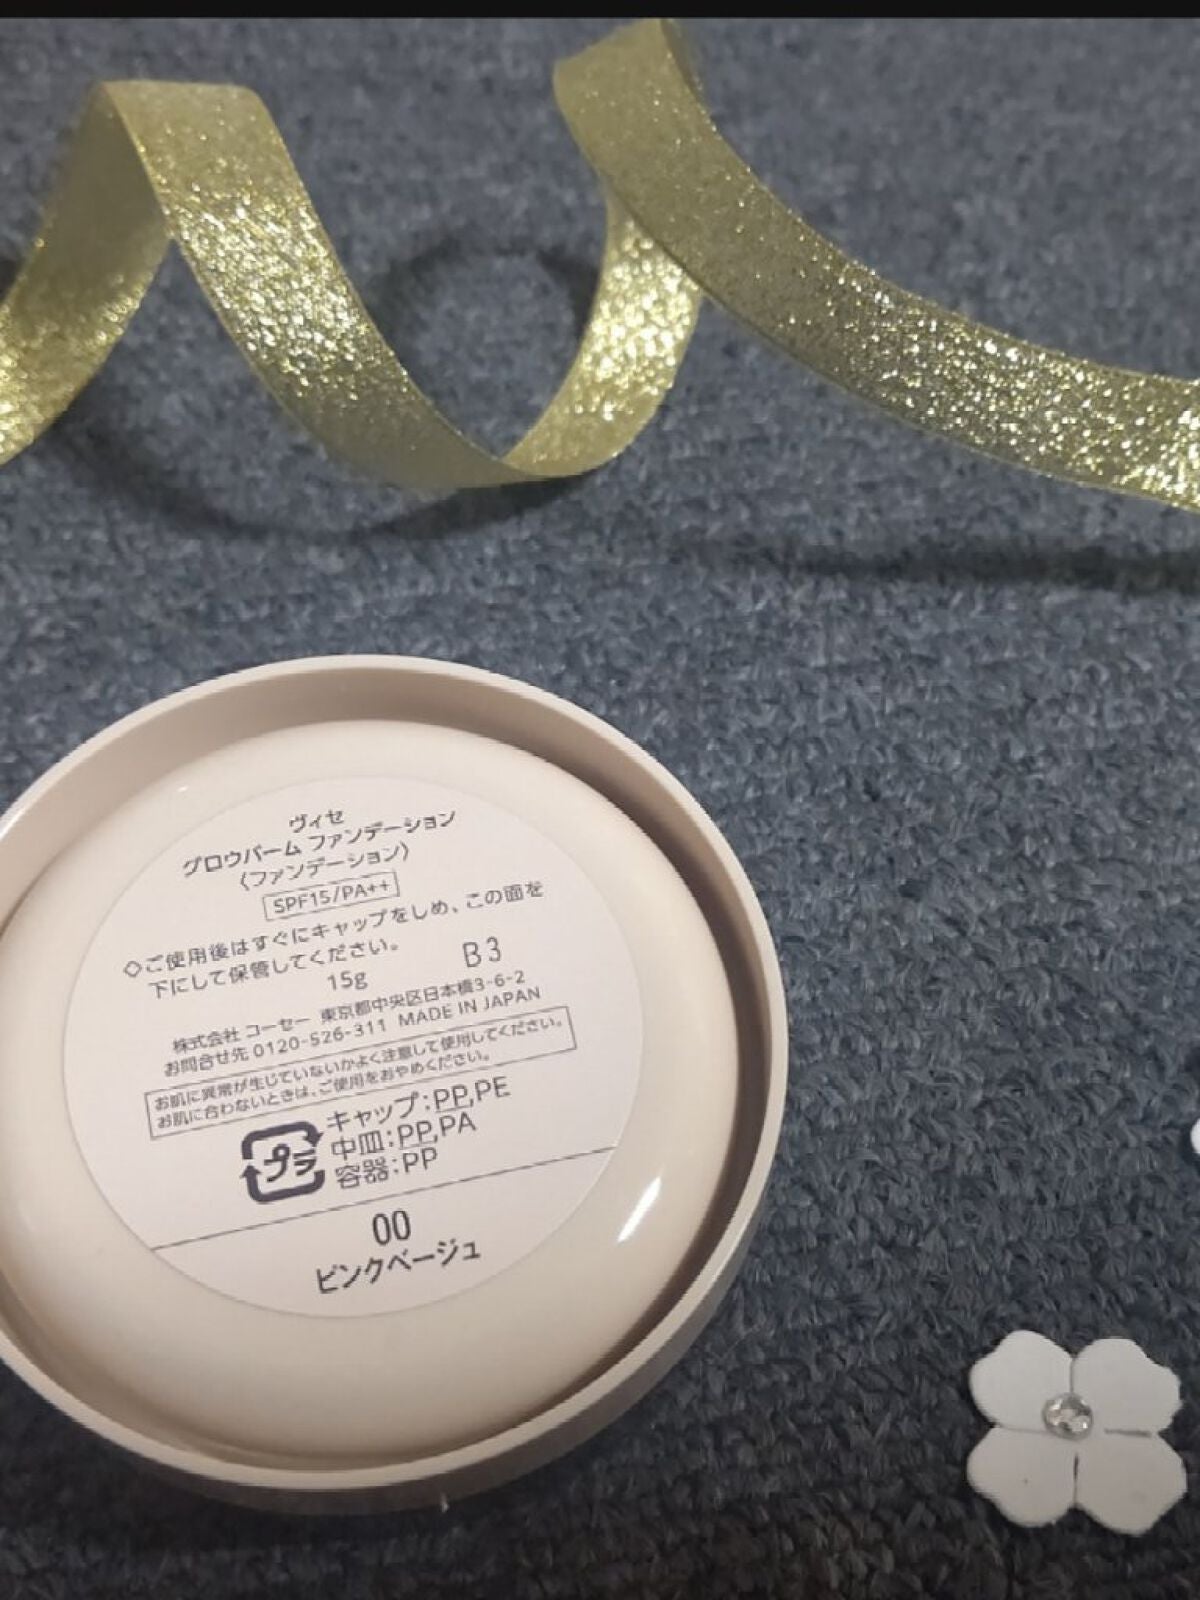 ヴィセ
グロウバーム ファンデーション
〈ファンデーション〉
SPF15/PA++
◇ご使用後はすぐにキャップをしめ、この面を
下にして保管してください。
15g B3
株式会社 コーセー 東京都中央区日本橋3-6-2
お問合せ先 0120-526-311 MADE IN JAPAN
お肌に異常が生じていないかよく注意して使用してください。
お肌に合わないときは、ご使用をおやめください。
プラ
キャップ:PP,PE
中皿:PP,PA
容器:PP
00
ピンクベージュ